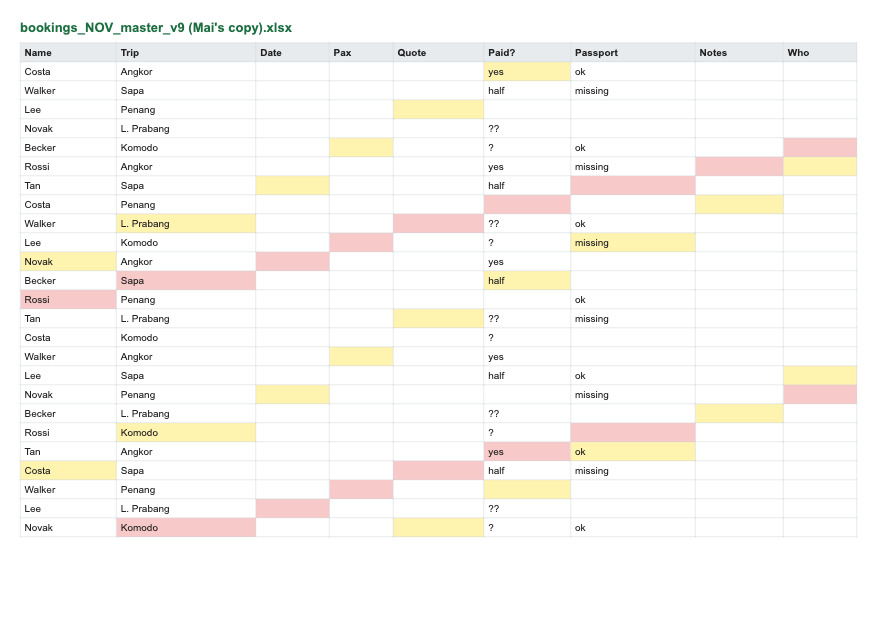 bookings_NOV_master_v9 (Mai's copy).xlsx
Name Trip Date Pax Quote Paid? Passport Notes Who
Costa Angkor yes ok
Walker Sapa half missing
Lee Penang
Novak L. Prabang ??
Becker Komodo ? ok
Rossi Angkor yes missing
Tan Sapa half
Costa Penang
Walker L. Prabang ?? ok
Lee Komodo ? missing
Novak Angkor yes
Becker Sapa half
Rossi Penang ok
Tan L. Prabang ?? missing
Costa Komodo ?
Walker Angkor yes
Lee Sapa half ok
Novak Penang missing
Becker L. Prabang ??
Rossi Komodo ?
Tan Angkor yes ok
Costa Sapa half missing
Walker Penang
Lee L. Prabang ??
Novak Komodo ? ok